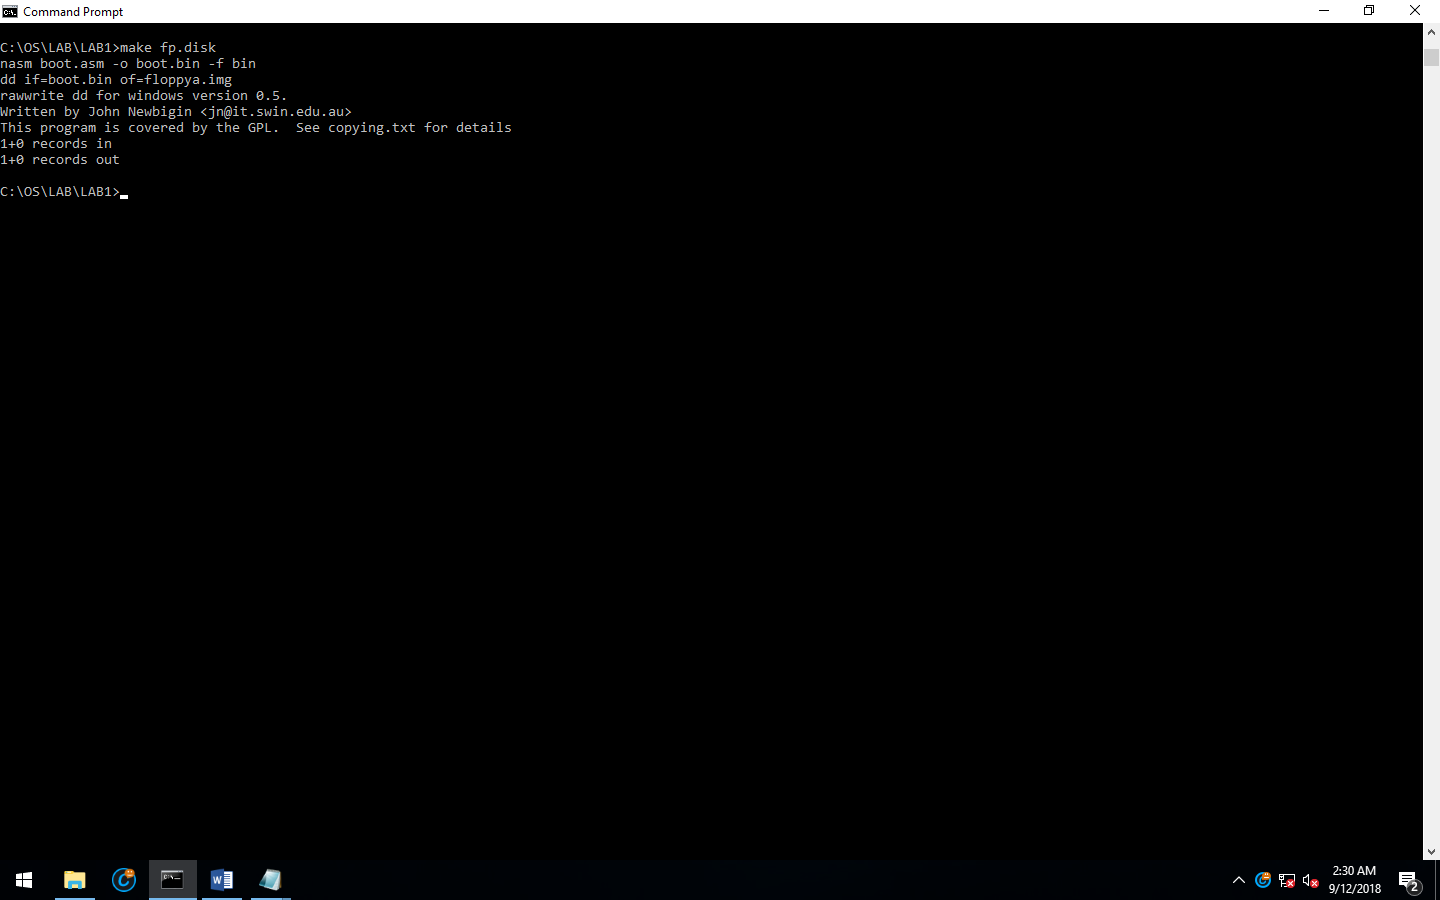 Command Prompt
C:\OS\LAB\LAB1>make fp.disk
nasm boot.asm -o boot.bin -f bin
dd if=boot.bin of=floppya.img
rawwrite dd for windows version 0.5.
Written by John Newbigin <jn@it.swin.edu.au>
This program is covered by the GPL.  See copying.txt for details
1+0 records in
1+0 records out
C:\OS\LAB\LAB1>
2:30 AM
9/12/2018
2